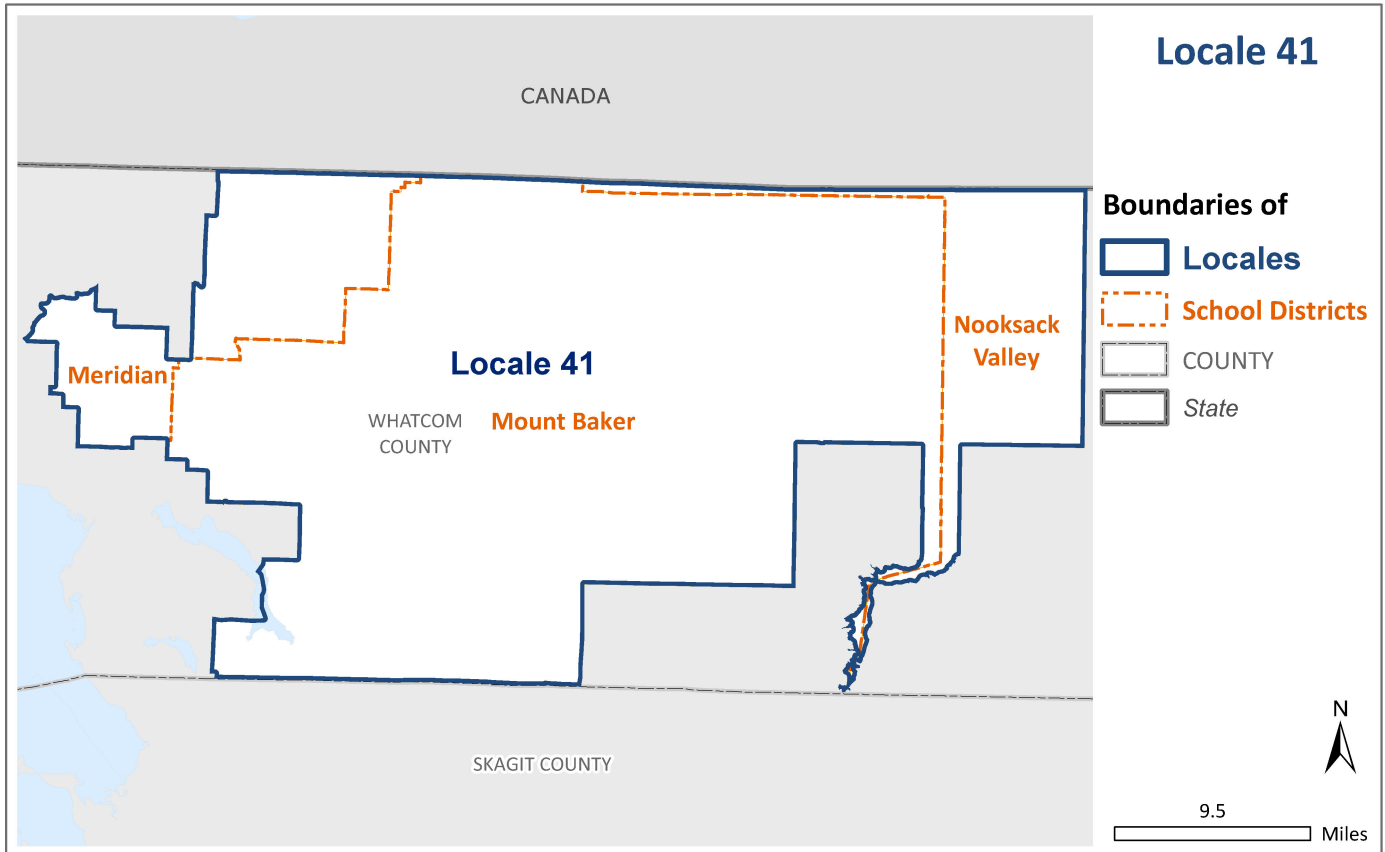 Locale 41
CANADA
Boundaries of
Locales
School Districts
COUNTY
State
Nooksack
Valley
Locale 41
Meridian
WHATCOM
COUNTY
Mount Baker
SKAGIT COUNTY
N
9.5
Miles